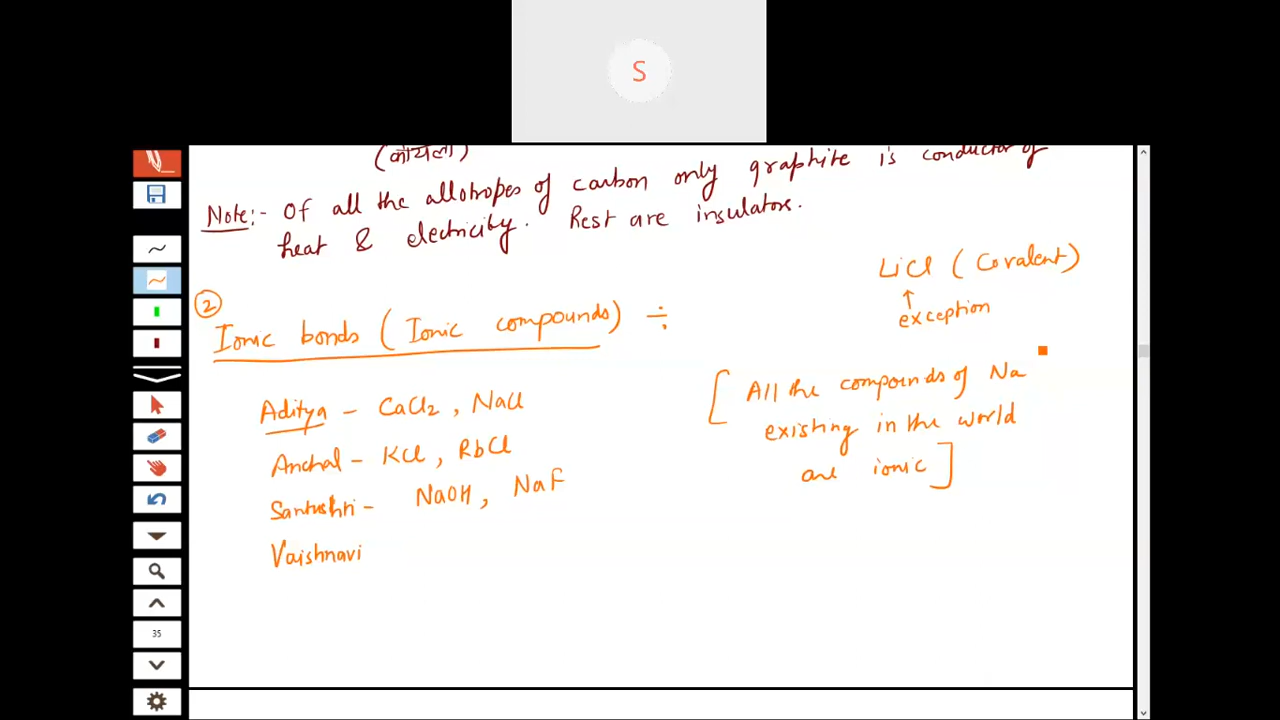 S
(कोयला)
Note:- Of all the allotropes of carbon only graphite is conductor of
heat & electricity. Rest are insulators.
LiCl (Covalent)
↑
exception
② Ionic bonds (Ionic compounds) ÷
Aditya - CaCl2, NaCl
Anchal - KCl, RbCl
Santushti - NaOH, NaF
Vaishnavi
[ All the compounds of Na
existing in the world
are ionic ]
35